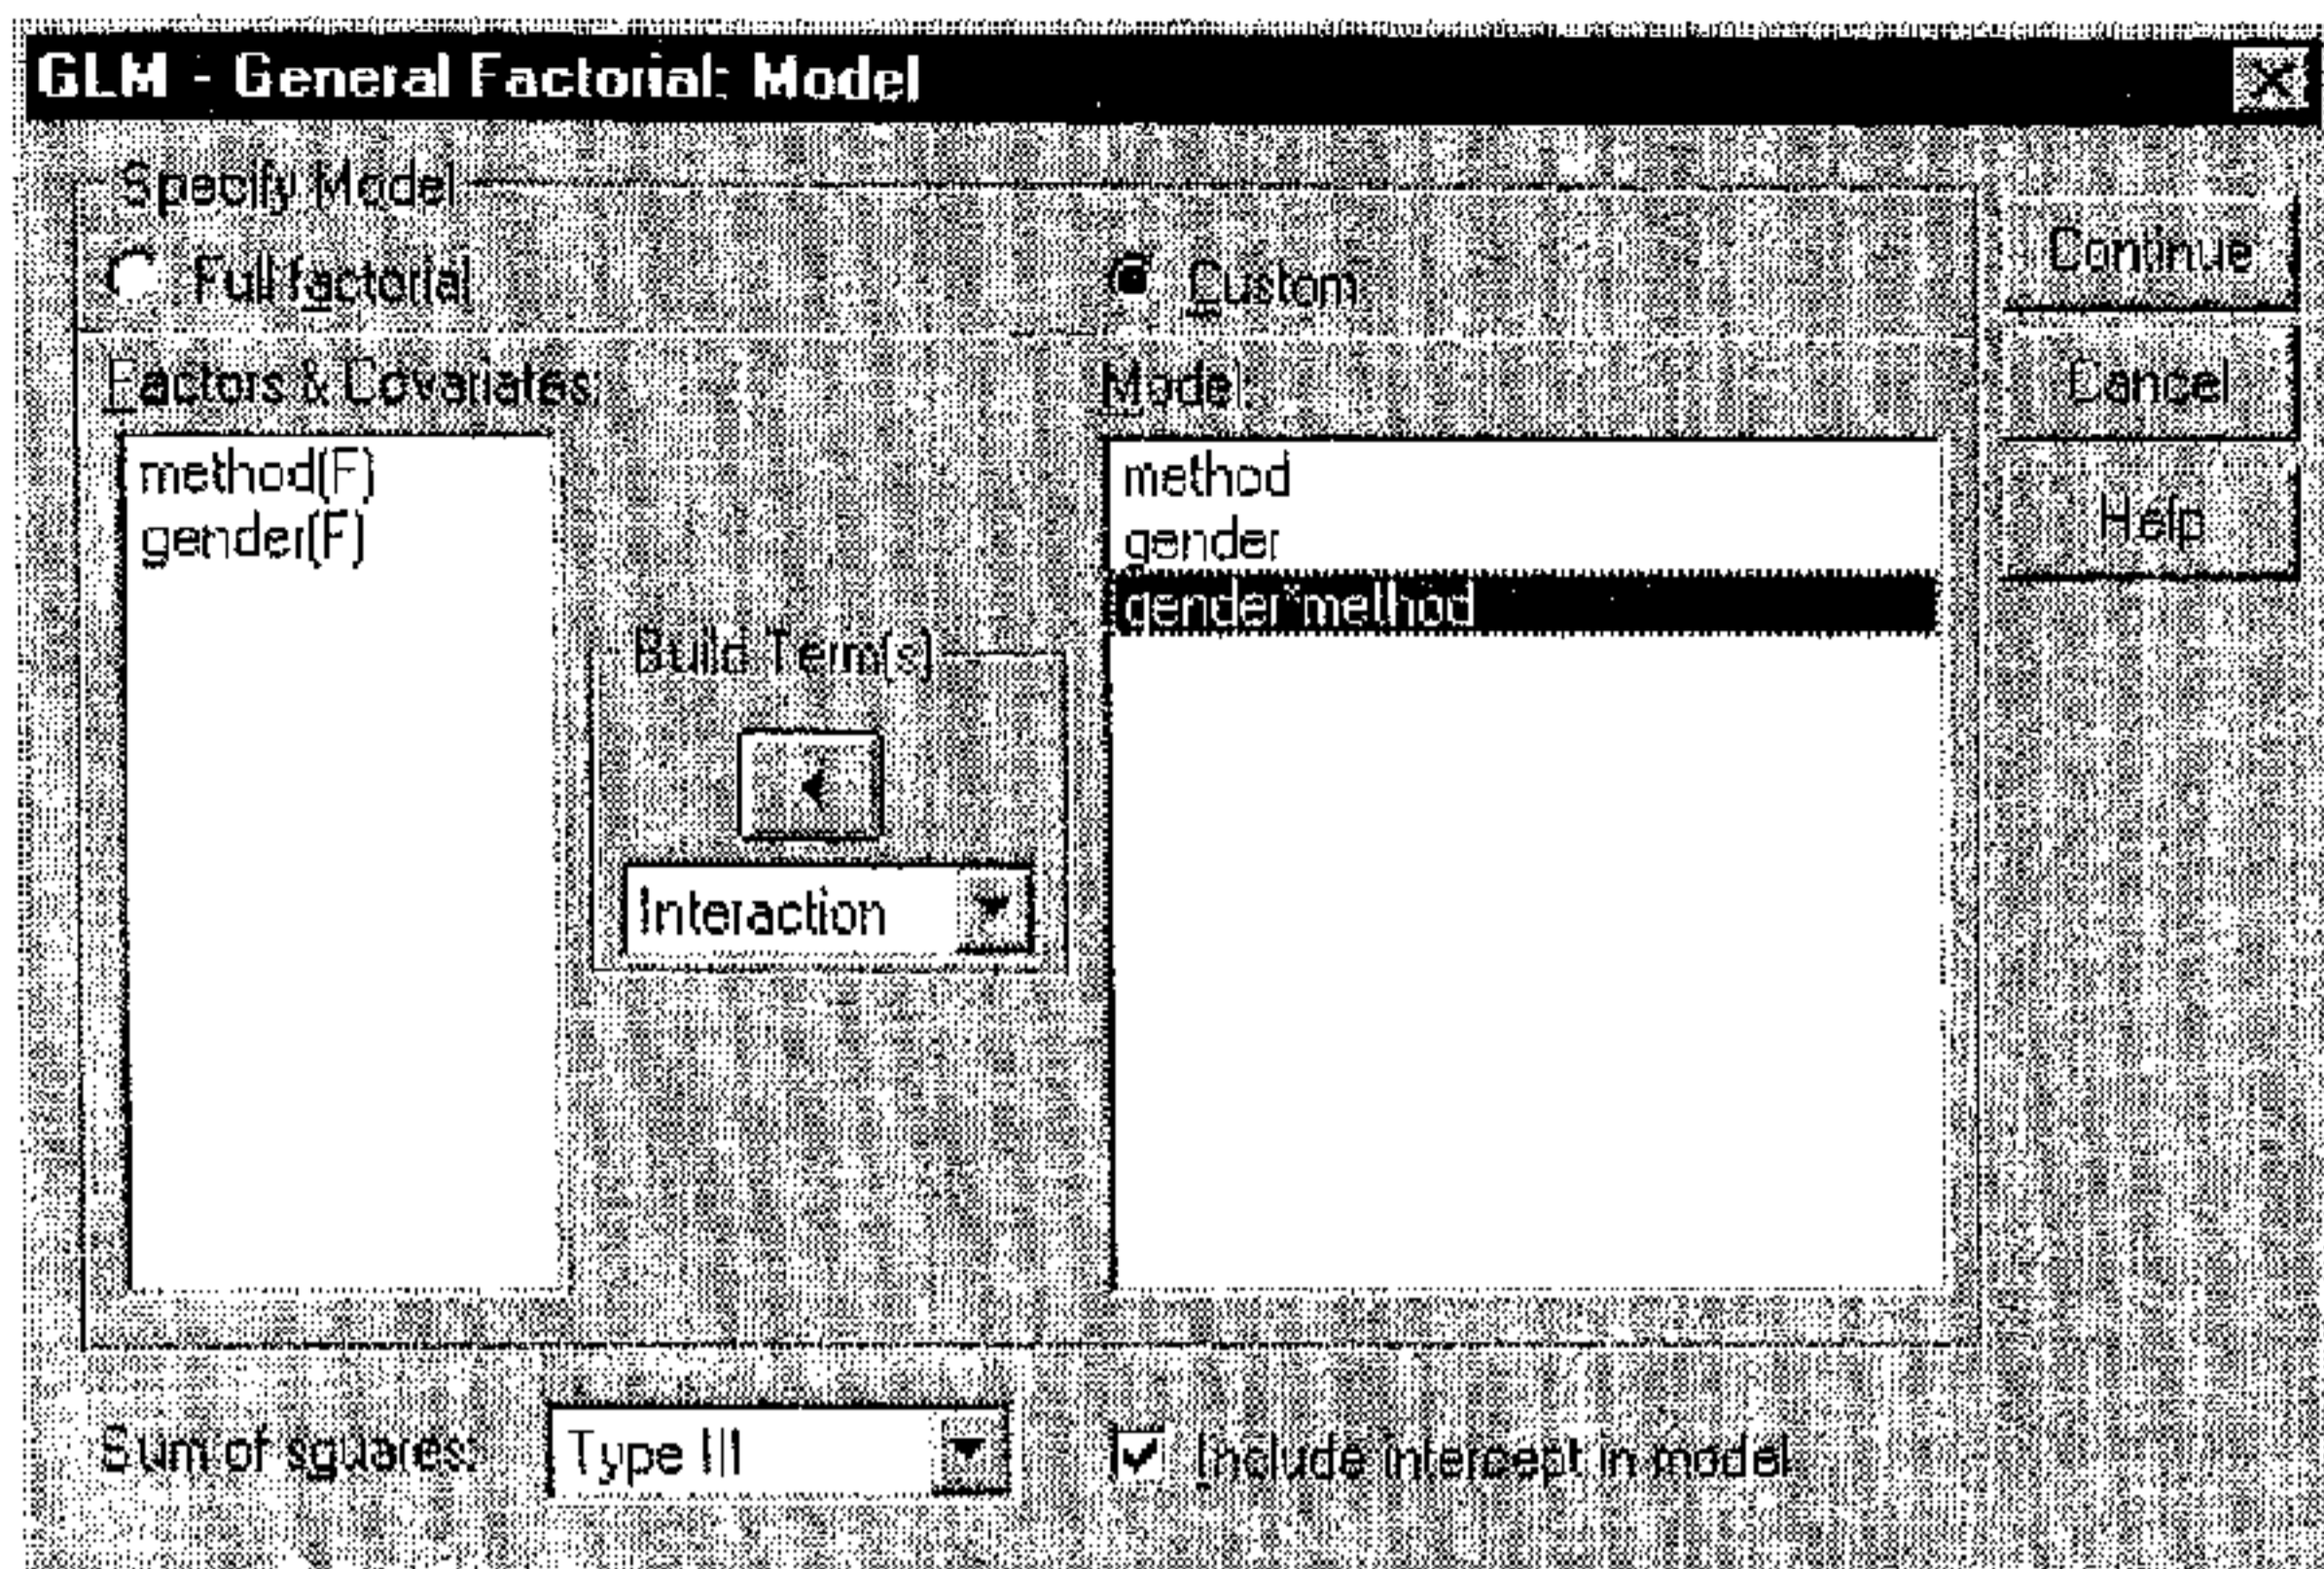 GLM - General Factorial: Model
Specify Model
Full factorial
Custom
Continue
Cancel
Help
Factors & Covariates:
method(F)
gender(F)
Build Term(s)
Interaction
Model:
method
gender
gender*method
Sum of squares:
Type III
Include intercept in model